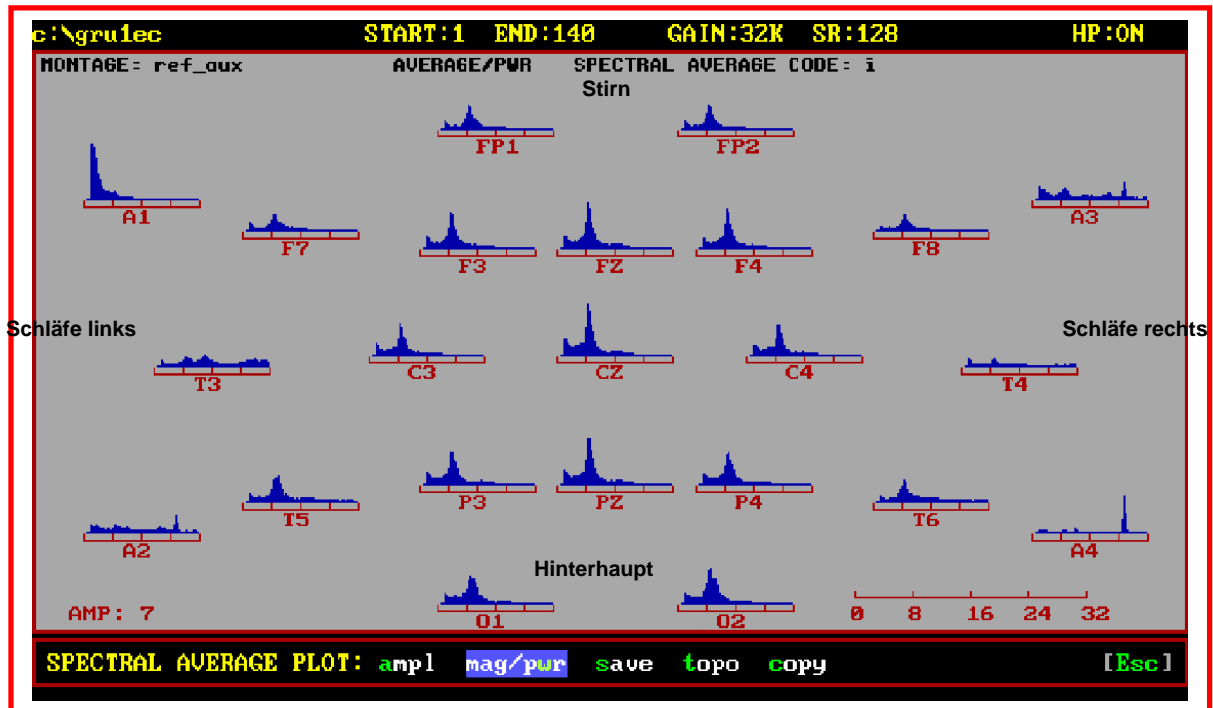 c:\gru1ec START:1 END:140 GAIN:32K SR:128 HP:ON
MONTAGE= ref_aux AVERAGE/PWR SPECTRAL AVERAGE CODE= i
Stirn
FP1 FP2
A1 A3
F7 F3 FZ F4 F8
Schläfe links Schläfe rechts
T3 C3 CZ C4 T4
T5 P3 PZ P4 T6
A2 A4
Hinterhaupt
AMP: 7 O1 O2 0 8 16 24 32
SPECTRAL AVERAGE PLOT: ampl mag/pwr save topo copy [Esc]